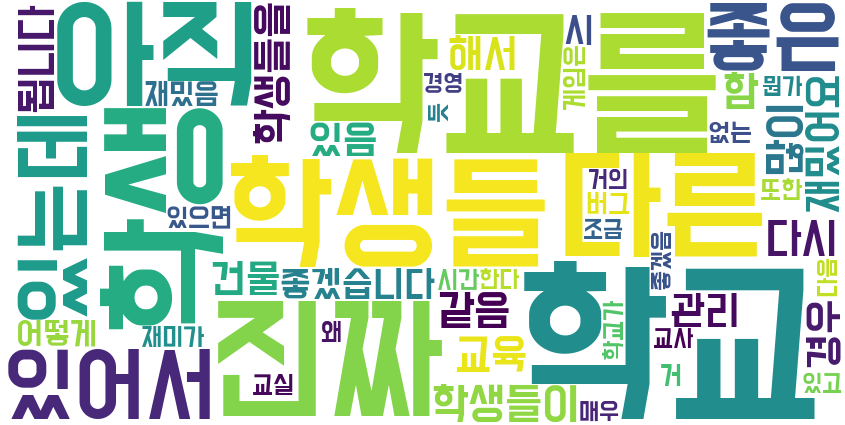 됩니다
아직
학생들을
학교를
해서
시
좋은
재밌음
경영
게임은
함
뭔가
듯
있는데
학생
있음
없는
많이
재밌어요
학생들
다른
거의
버그
또한
있으면
조금
다시
좋겠음
건물
좋겠습니다
시간
한다
다음
어떻게
재미가
진짜
왜
같음
학교
학교가
관리
교사
경우
있어서
교실
교육
거
있고
학생들이
매우